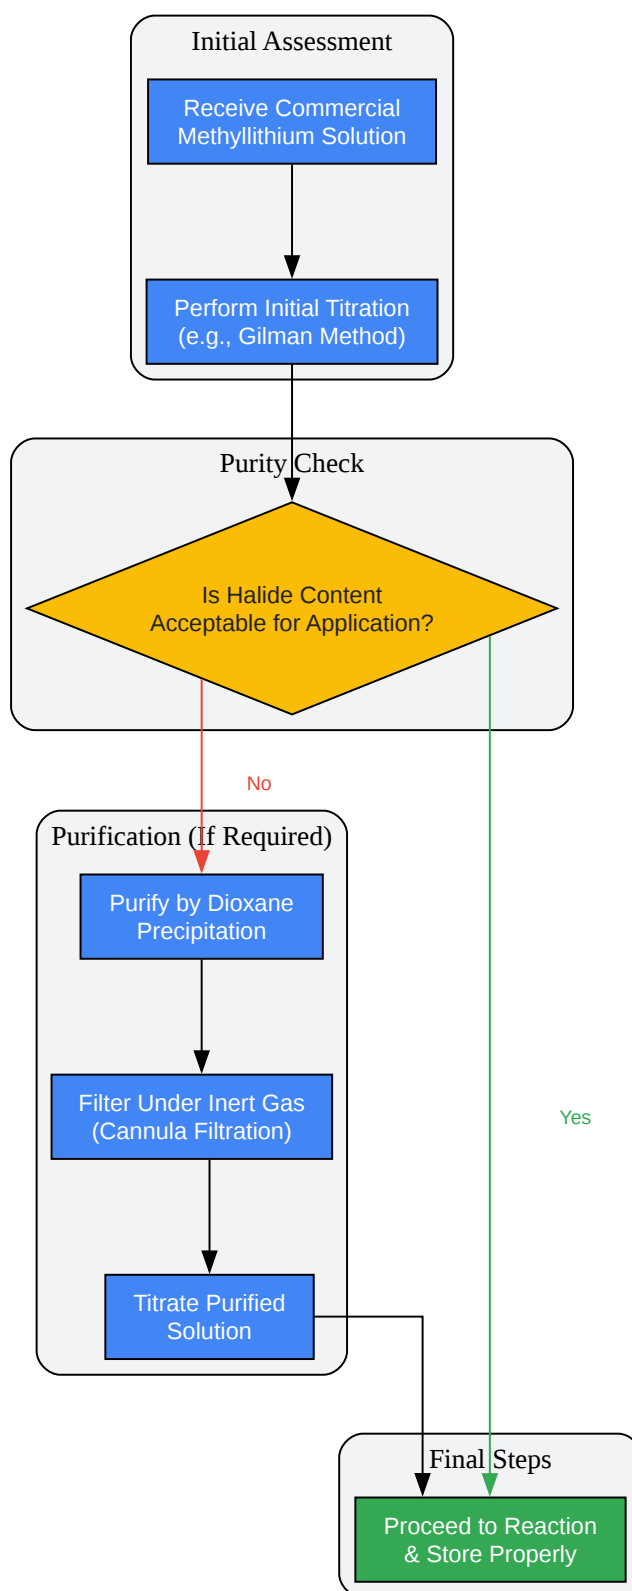 Initial Assessment
Receive Commercial
Methyllithium Solution
Perform Initial Titration
(e.g., Gilman Method)
Purity Check
Is Halide Content
Acceptable for Application?
No
Purification (If Required)
Purify by Dioxane
Precipitation
Filter Under Inert Gas
(Cannula Filtration)
Yes
Titrate Purified
Solution
Final Steps
Proceed to Reaction
& Store Properly